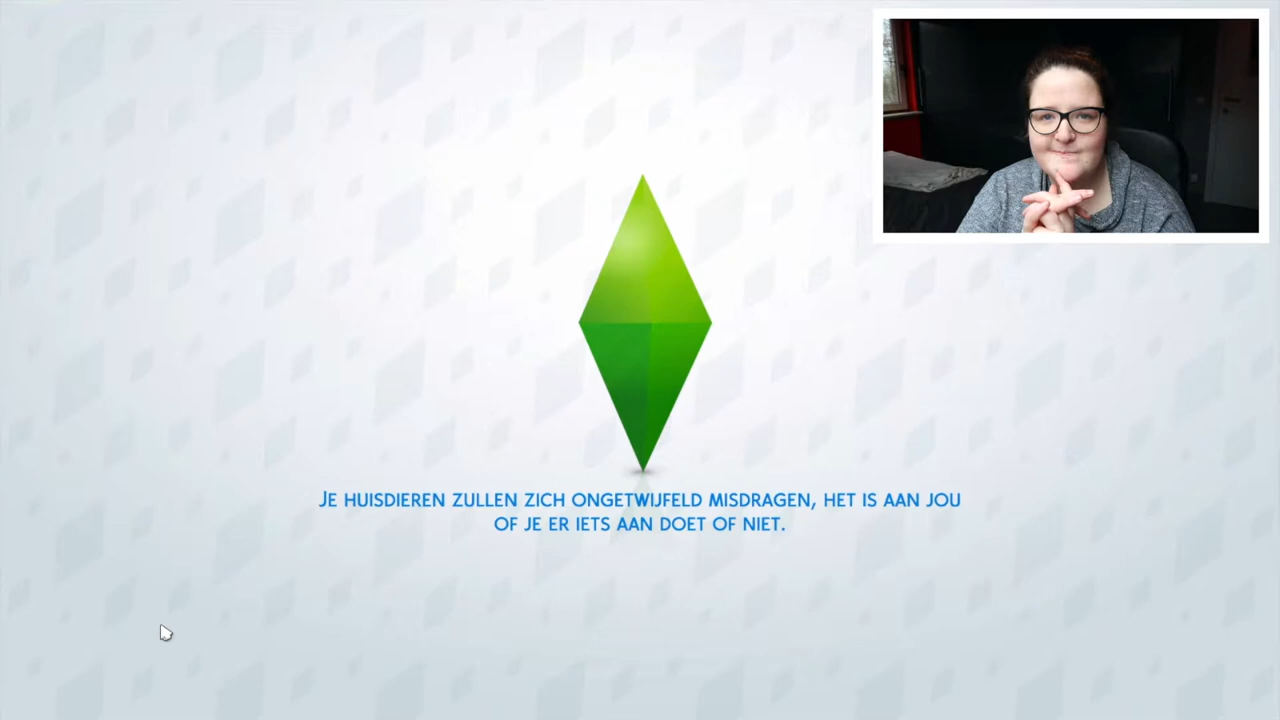 Je huisdieren zullen zich ongetwijfeld misdragen, het is aan jou
of je er iets aan doet of niet.